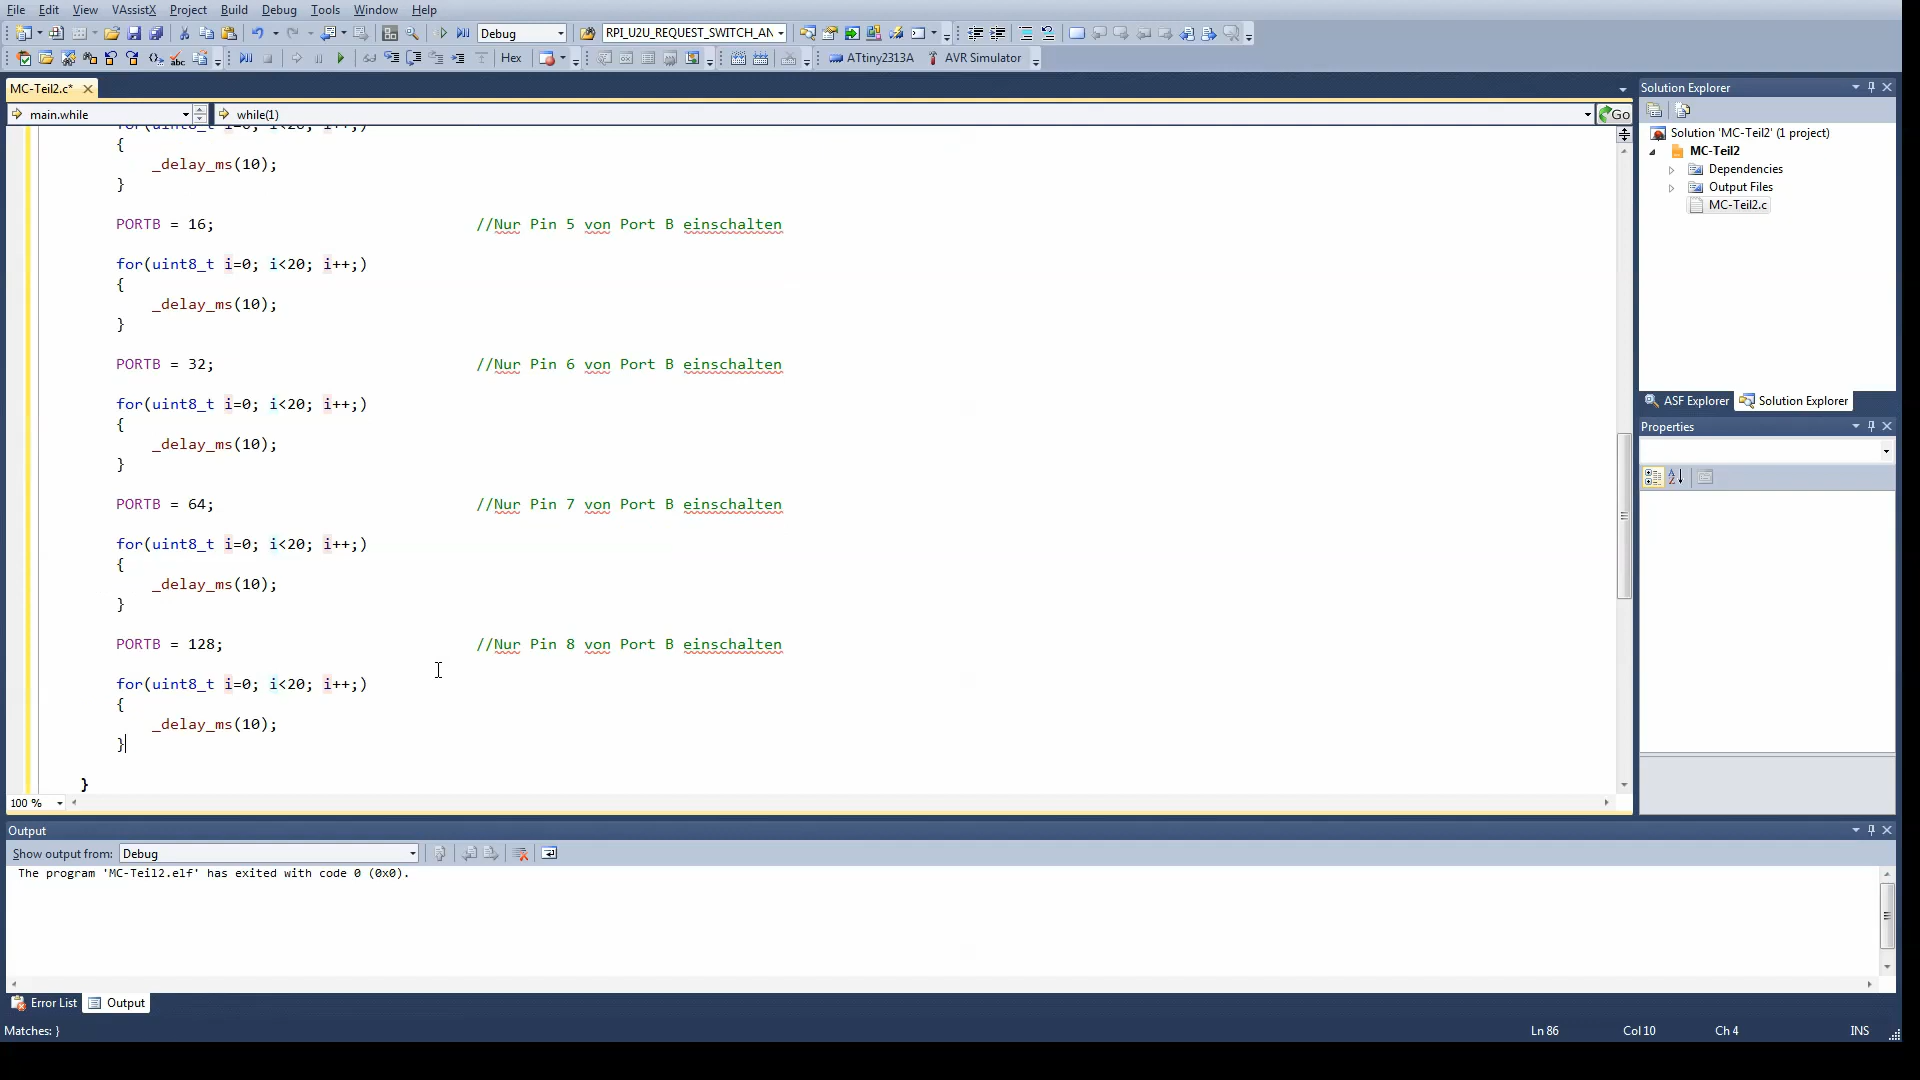 File Edit View VAssistX Project Build Debug Tools Window Help
Debug RPI_U2U_REQUEST_SWITCH_AN
Hex ATtiny2313A AVR Simulator
MC-Teil2.c*
main.while while(1) Go
for(uint8_t i=0; i<20; i++;)
{
_delay_ms(10);
}
PORTB = 16; //Nur Pin 5 von Port B einschalten
for(uint8_t i=0; i<20; i++;)
{
_delay_ms(10);
}
PORTB = 32; //Nur Pin 6 von Port B einschalten
for(uint8_t i=0; i<20; i++;)
{
_delay_ms(10);
}
PORTB = 64; //Nur Pin 7 von Port B einschalten
for(uint8_t i=0; i<20; i++;)
{
_delay_ms(10);
}
PORTB = 128; //Nur Pin 8 von Port B einschalten
for(uint8_t i=0; i<20; i++;)
{
_delay_ms(10);
}
}
100 %
Solution Explorer
Solution 'MC-Teil2' (1 project)
MC-Teil2
Dependencies
Output Files
MC-Teil2.c
ASF Explorer Solution Explorer
Properties
Output
Show output from: Debug
The program 'MC-Teil2.elf' has exited with code 0 (0x0).
Error List Output
Matches: } Ln 86 Col 10 Ch 4 INS